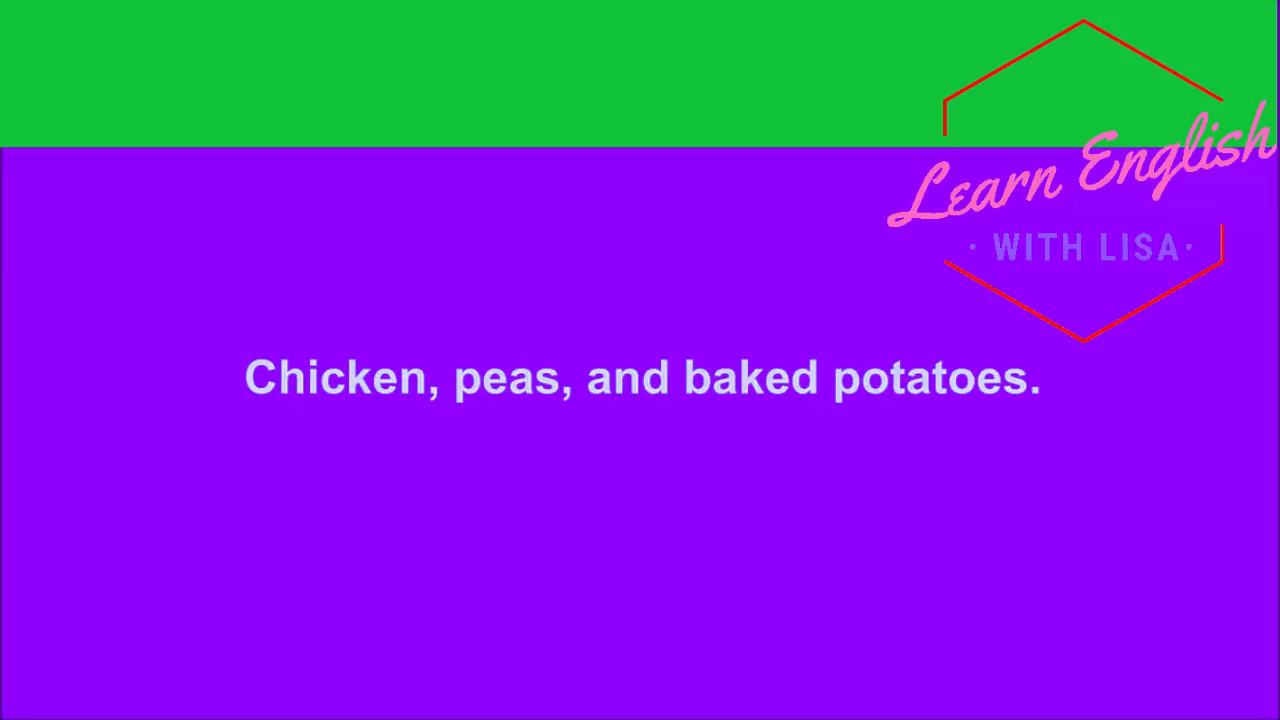 Learn English
· WITH LISA·
Chicken, peas, and baked potatoes.